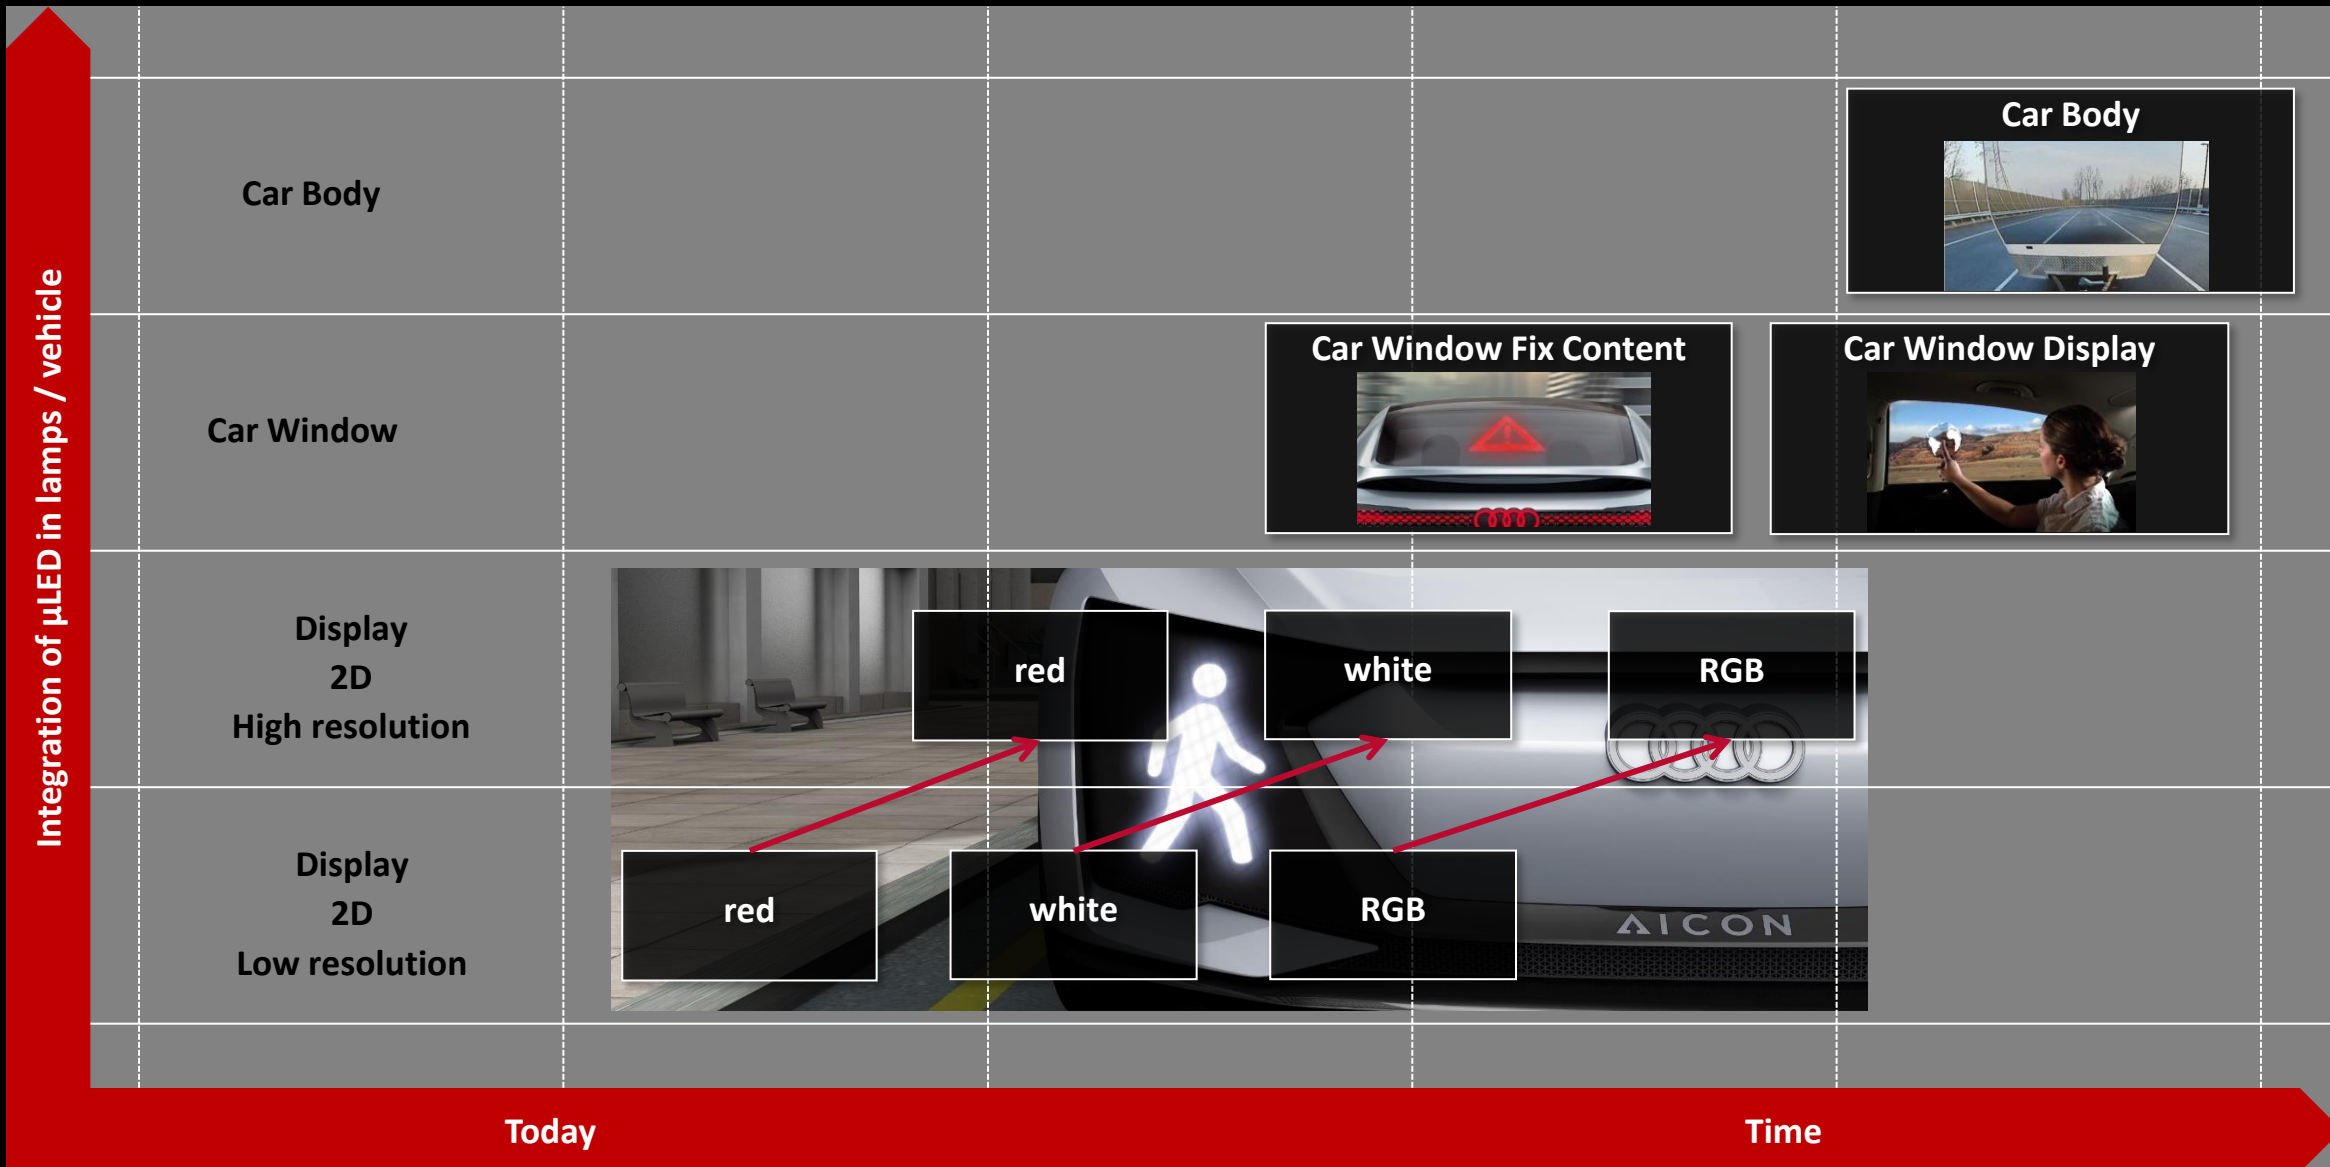 Integration of µLED in lamps / vehicle
Car Body
Car Body
Car Window
Car Window Fix Content
Car Window Display
Display
2D
High resolution
red
white
RGB
Display
2D
Low resolution
red
white
RGB
AICON
Today
Time